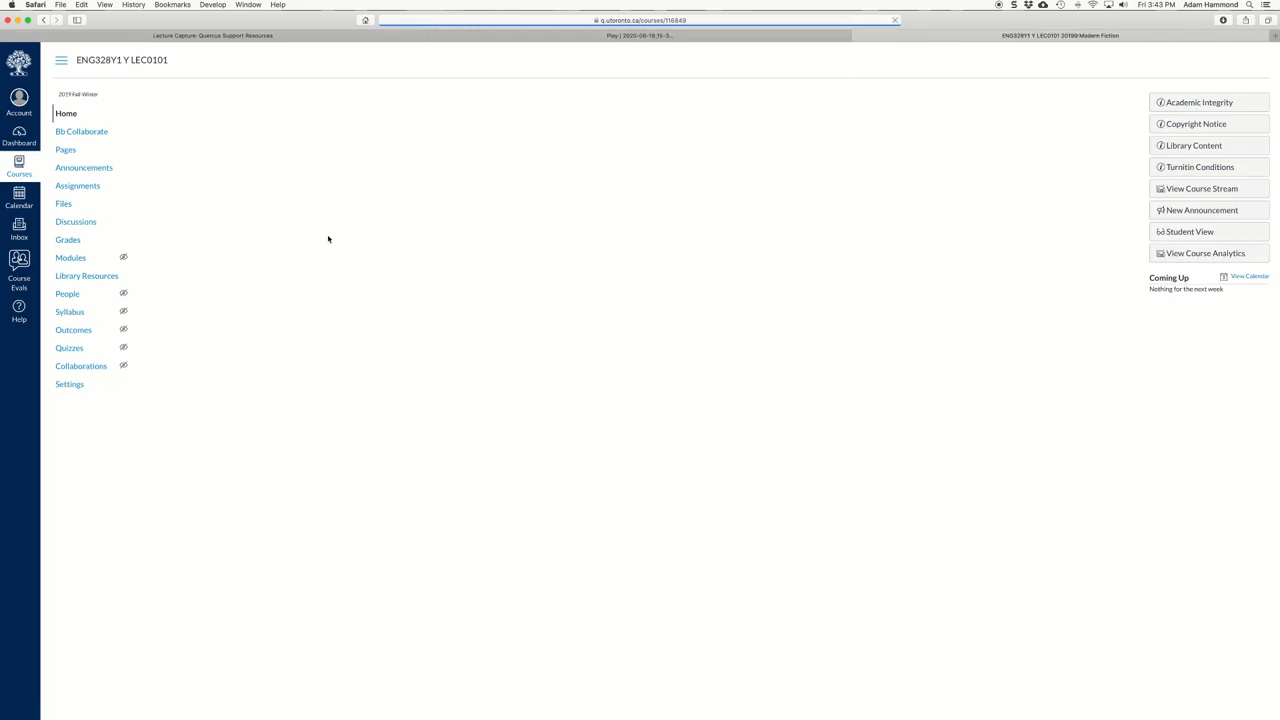 Safari File Edit View History Bookmarks Develop Window Help
Fri 3:43 PM Adam Hammond
q.utoronto.ca/courses/116849
Lecture Capture: Quercus Support Resources
Play | 2020-06-19_15-3...
ENG328Y1 Y LEC0101 20199:Modern Fiction
ENG328Y1 Y LEC0101
Account
Dashboard
Courses
Calendar
Inbox
Course
Evals
Help
2019 Fall-Winter
Home
Bb Collaborate
Pages
Announcements
Assignments
Files
Discussions
Grades
Modules
Library Resources
People
Syllabus
Outcomes
Quizzes
Collaborations
Settings
Academic Integrity
Copyright Notice
Library Content
Turnitin Conditions
View Course Stream
New Announcement
Student View
View Course Analytics
Coming Up
View Calendar
Nothing for the next week